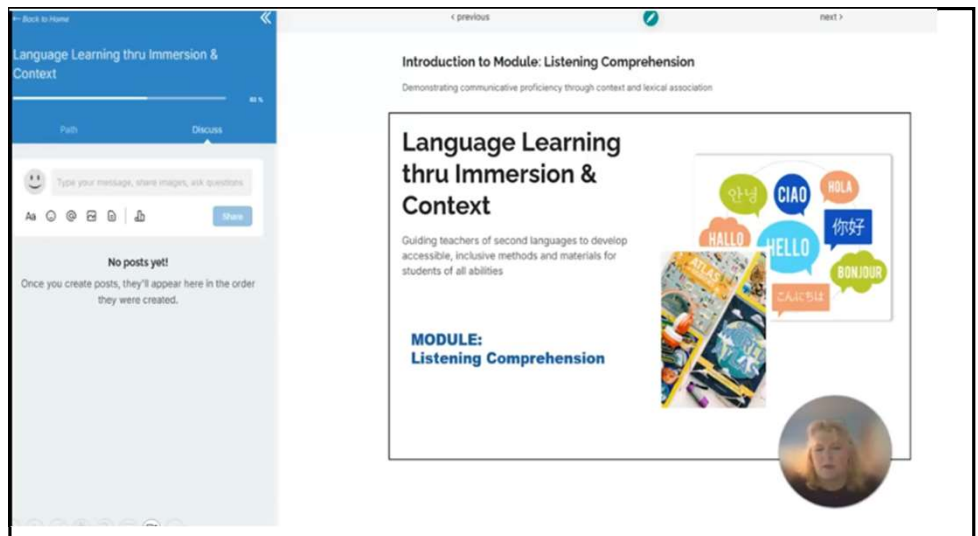 ← Back to Home
Language Learning thru Immersion &
Context
Path
Discuss
Type your message, share images, ask questions
Aa
Share
No posts yet!
Once you create posts, they'll appear here in the order
they were created.
< previous
next >
Introduction to Module: Listening Comprehension
Demonstrating communicative proficiency through context and lexical association
Language Learning
thru Immersion &
Context
Guiding teachers of second languages to develop
accessible, inclusive methods and materials for
students of all abilities
MODULE:
Listening Comprehension
안녕
CIAO
HOLA
你好
HALLO
HELLO
BONJOUR
こんにちは
ATLAS